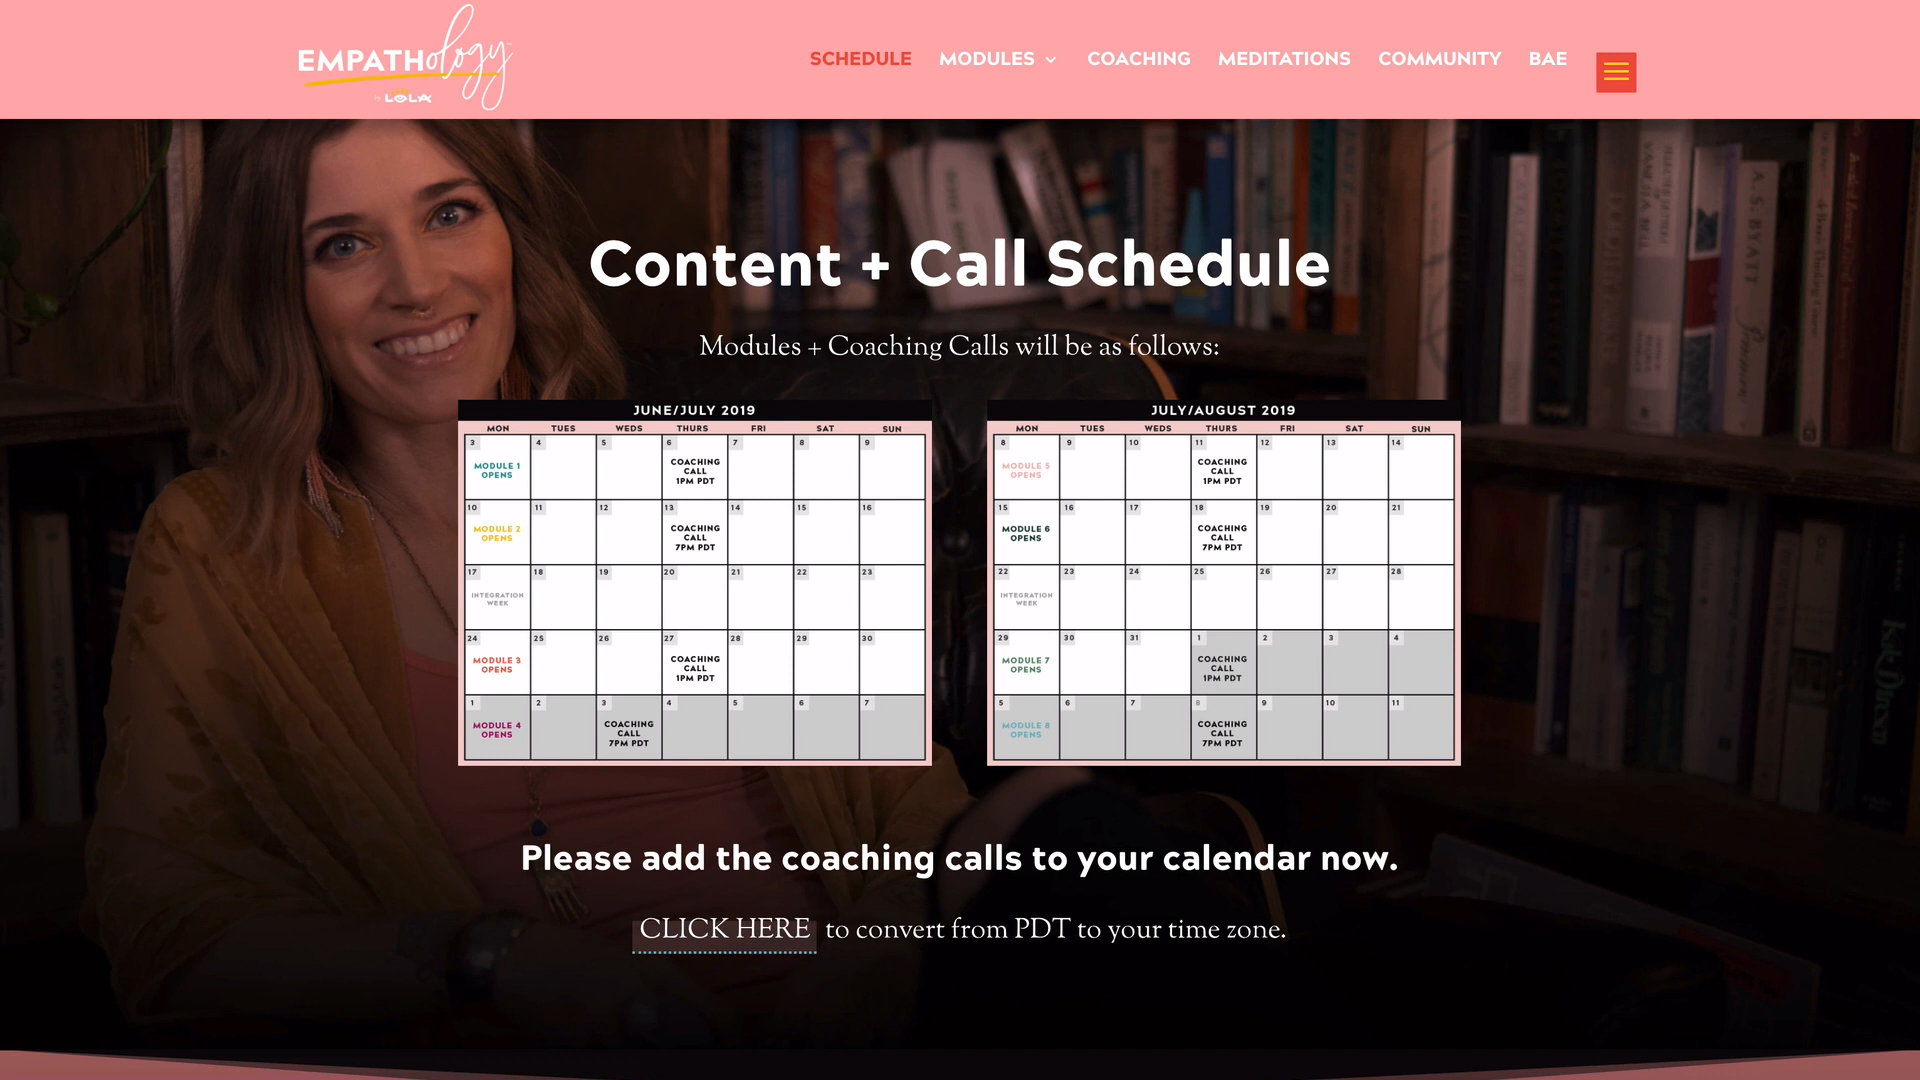 EMPATHology
by LOLA
SCHEDULE MODULES COACHING MEDITATIONS COMMUNITY BAE
Content + Call Schedule
Modules + Coaching Calls will be as follows:
JUNE/JULY 2019
MON TUES WEDS THURS FRI SAT SUN
3 4 5 6 7 8 9
MODULE 1 OPENS
COACHING CALL 1PM PDT
10 11 12 13 14 15 16
MODULE 2 OPENS
COACHING CALL 7PM PDT
17 18 19 20 21 22 23
INTEGRATION WEEK
24 25 26 27 28 29 30
MODULE 3 OPENS
COACHING CALL 1PM PDT
1 2 3 4 5 6 7
MODULE 4 OPENS
COACHING CALL 7PM PDT
JULY/AUGUST 2019
MON TUES WEDS THURS FRI SAT SUN
8 9 10 11 12 13 14
MODULE 5 OPENS
COACHING CALL 1PM PDT
15 16 17 18 19 20 21
MODULE 6 OPENS
COACHING CALL 7PM PDT
22 23 24 25 26 27 28
INTEGRATION WEEK
29 30 31 1 2 3 4
MODULE 7 OPENS
COACHING CALL 1PM PDT
5 6 7 8 9 10 11
MODULE 8 OPENS
COACHING CALL 7PM PDT
Please add the coaching calls to your calendar now.
CLICK HERE to convert from PDT to your time zone.
A. S. BYATT